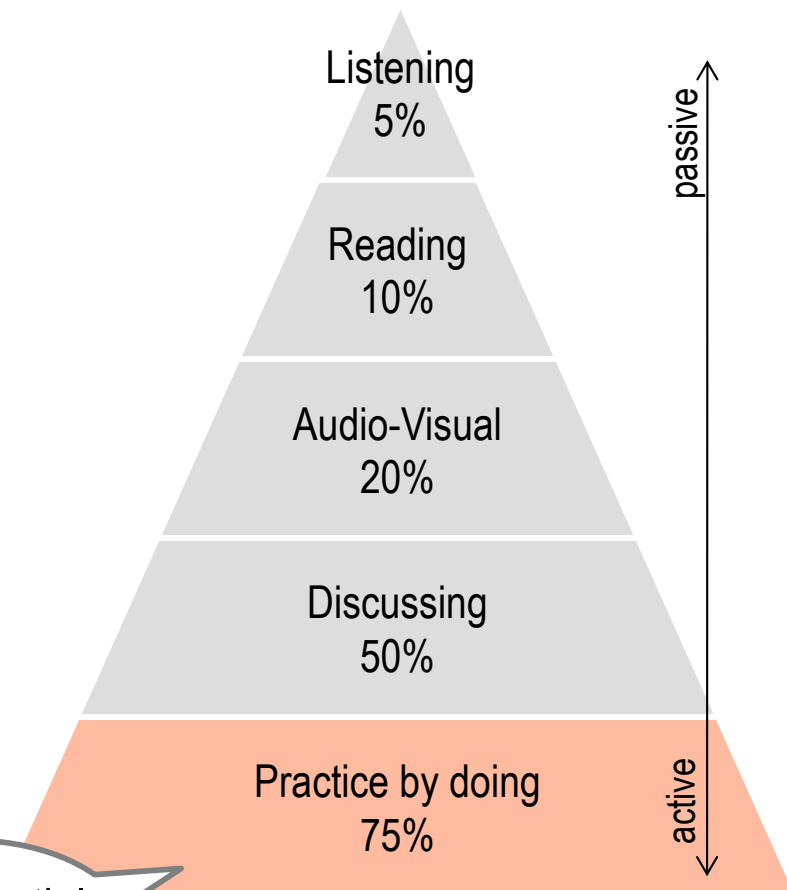 Listening
5%
passive
Reading
10%
Audio-Visual
20%
Discussing
50%
Practice by doing
75%
active